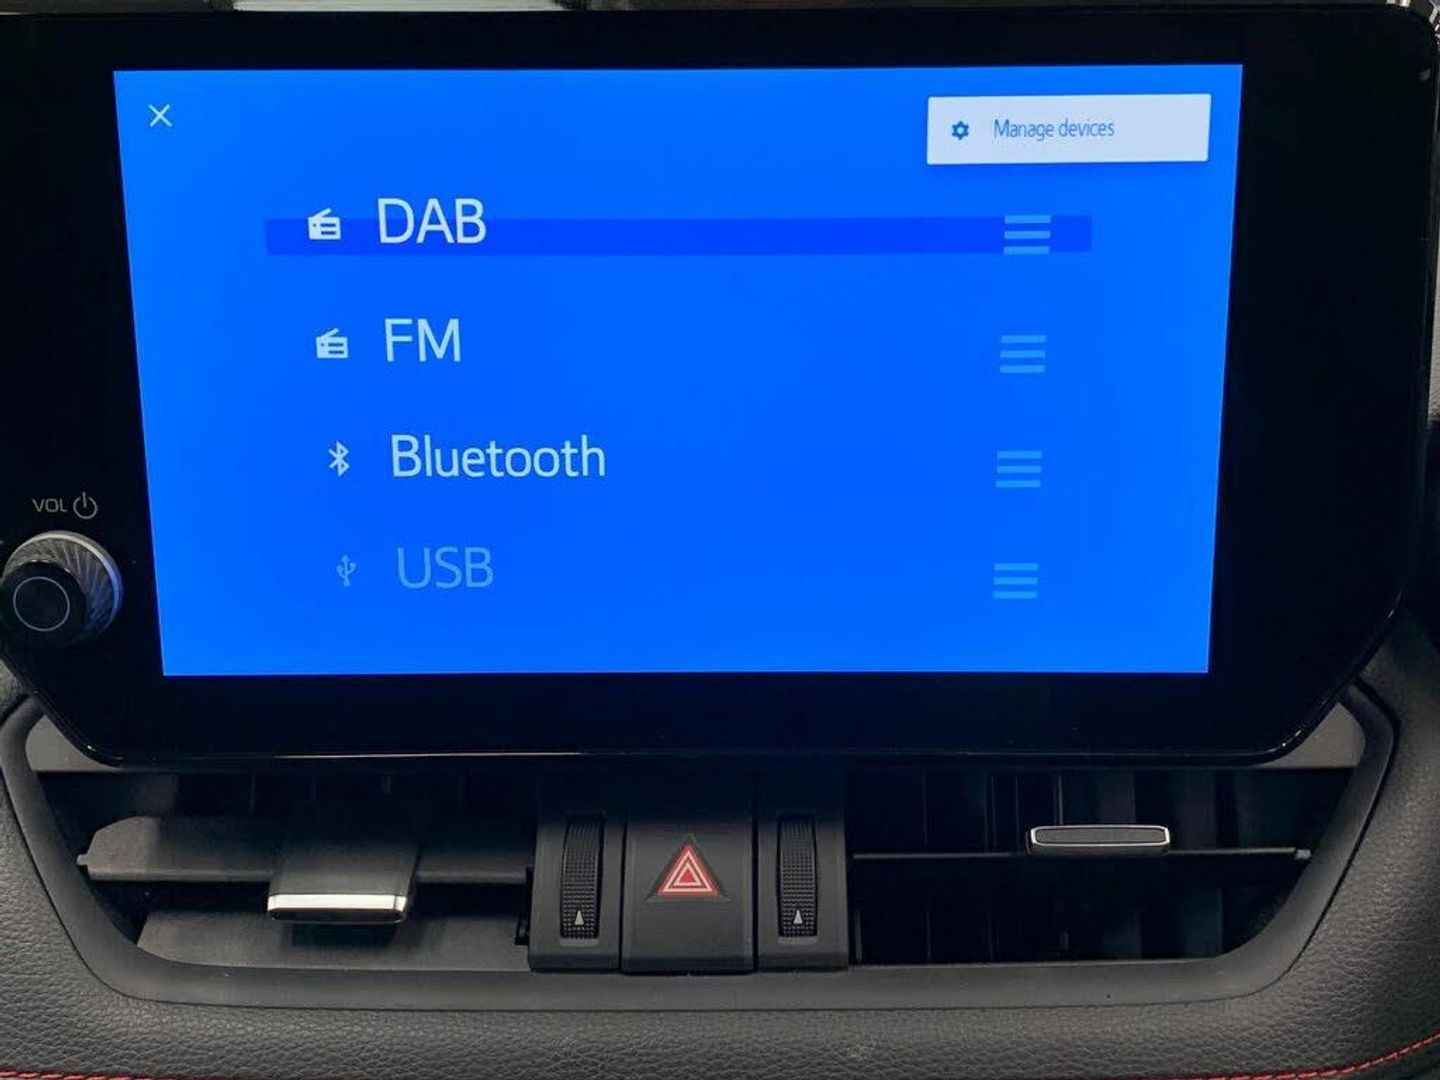 Manage devices
DAB
FM
Bluetooth
USB
VOL